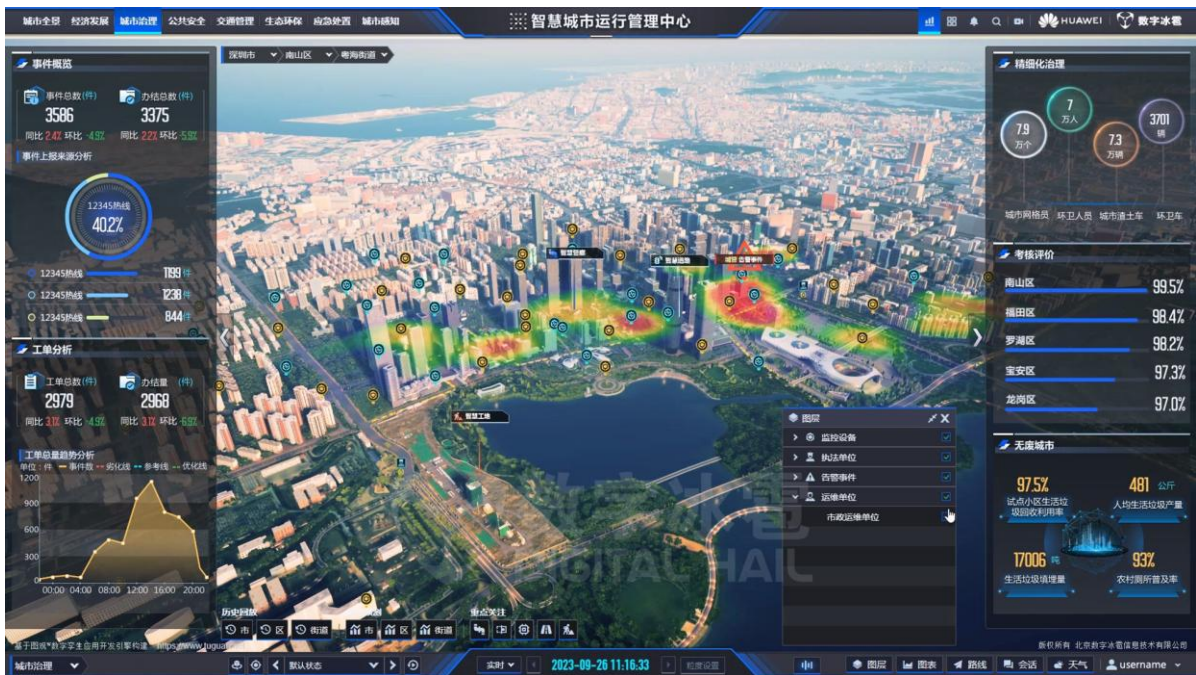 城市全景 经济发展 城市治理 公共安全 交通管理 生态环保 应急处置 城市感知
智慧城市运行管理中心
HUAWEI 数字冰雹
深圳市 南山区 粤海街道
事件概览
事件总数(件) 办结总数(件)
3586 3375
同比 2.4% 环比 -4.9% 同比 2.2% 环比 -5.9%
事件上报来源分析
12345热线
40.2%
12345热线 1199 件
12345热线 1238 件
12345热线 844 件
工单分析
工单总数(件) 办结量 (件)
2979 2968
同比 3.1% 环比 -4.9% 同比 3.1% 环比 -6.9%
工单总量趋势分析
单位：件 事件数 劣化线 参考线 优化线
1200
900
600
300
0
00:00 04:00 08:00 12:00 16:00 20:00
智慧工地
告警事件
数字冰雹
DIGITAL HAIL
图层
监控设备
执法单位
告警事件
运维单位
市政运维单位
精细化治理
7.9 万个
7 万人
7.3 万辆
3701 辆
城市网格员 环卫人员 城市渣土车 环卫车
考核评价
南山区 99.5%
福田区 98.4%
罗湖区 98.2%
宝安区 97.3%
龙岗区 97.0%
无废城市
97.5% 481 公斤
试点小区生活垃圾回收利用率 人均生活垃圾产量
17006 吨 93%
生活垃圾填埋量 农村厕所普及率
历史回放 重点关注
市 区 街道 市 区 街道
版权所有 北京数字冰雹信息技术有限公司
城市治理 默认状态 实时 2023-09-26 11:16:33 粒度设置 图层 图表 路线 会话 天气 username